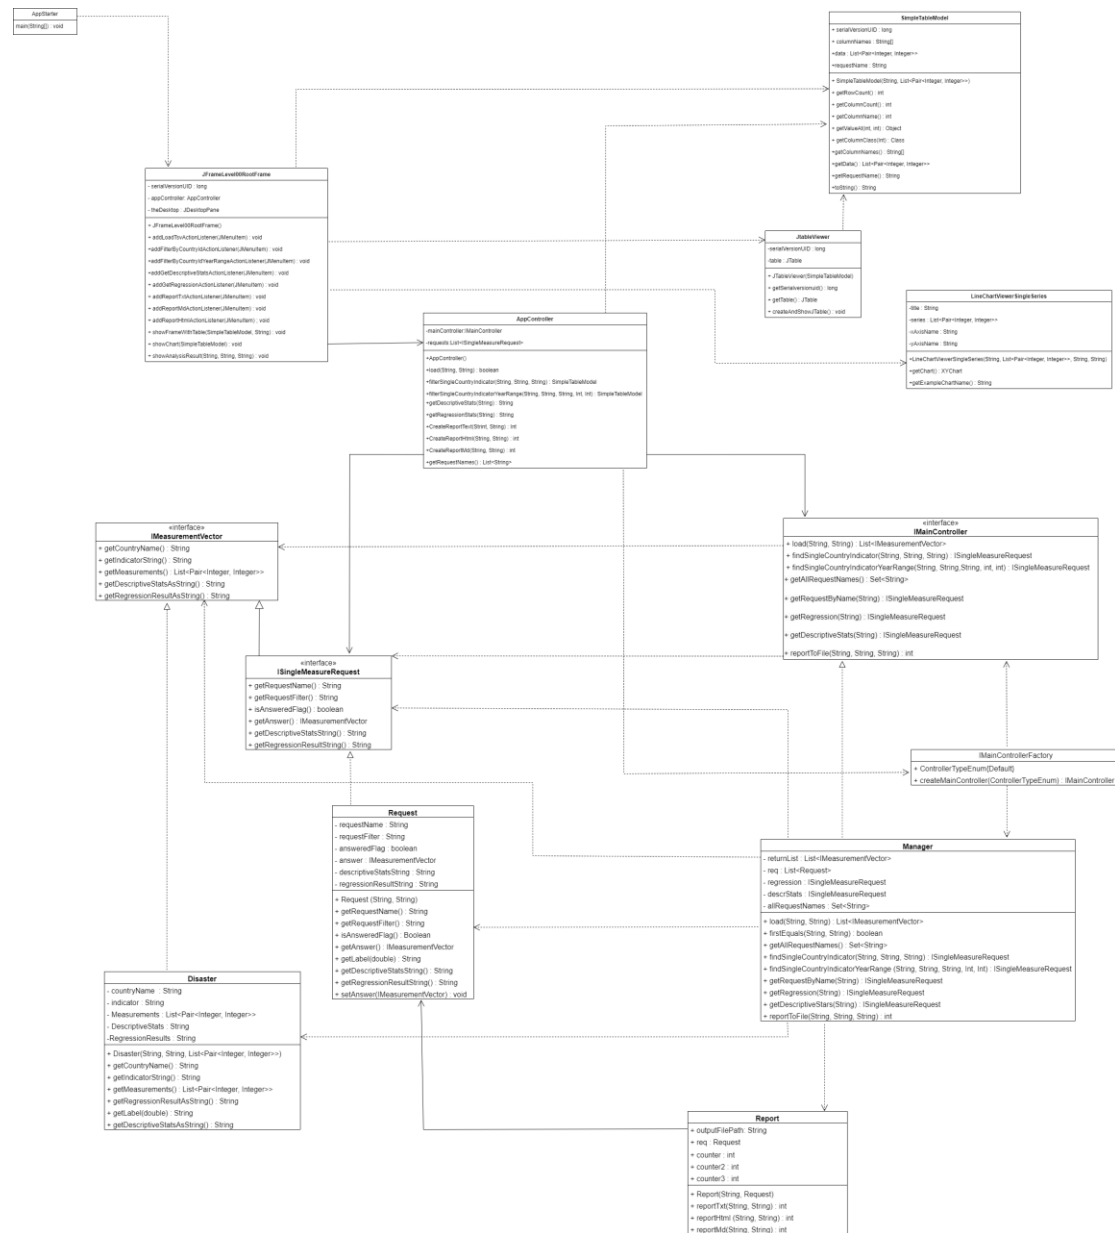 AppStarter
main(String[]) : void
SimpleTableModel
+ serialVersionUID : long
+ columnNames : String[]
+data : List<Pair<Integer, Integer>>
+requestName : String
+ SimpleTableModel(String, List<Pair<Integer, Integer>>)
+ getRowCount() : int
+ getColumnCount() : int
+ getColumnName() : int
+ getValueAt(int, int) : Object
+ getColumnClass(int) : Class
+getColumnNames() : String[]
+getData() : List<Pair<Integer, Integer>>
+getRequestName() : String
+toString() : String
JFrameLevel00RootFrame
- serialVersionUID : long
- appController: AppController
- theDesktop : JDesktopPane
+ JFrameLevel00RootFrame()
+ addLoadTsvActionListener(JMenuItem) : void
+addFilterByCountryIdActionListener(JMenuItem) : void
+addFilterByCountryIdYearRangeActionListener(JMenuItem) : void
+addGetDescriptiveStatsActionListener(JMenuItem) : void
+addGetRegressionActionListener(JMenuItem) : void
+addReportTxtActionListener(JMenuItem) : void
+addReportMdActionListener(JMenuItem) : void
+addReportHtmlActionListener(JMenuItem) : void
+showFrameWithTable(SimpleTableModel, String) : void
+showChart(SimpleTableModel) : void
+showAnalysisResult(String, String, String) : void
JtableViewer
-serialVersionUID : long
-table : JTable
+ JTableViewer(SimpleTableModel)
+ getSerialversionuid() : long
+ getTable() : JTable
+ createAndShowJTable() : void
LineChartViewerSingleSeries
-title : String
-series : List<Pair<Integer, Integer>>
-xAxisName : String
-yAxisName : String
+LineChartViewerSingleSeries(String, List<Pair<Integer, Integer>>, String, String)
+getChart() : XYChart
+getExampleChartName() : String
AppController
-mainController:IMainController
-requests:List<ISingleMeasureRequest>
+AppController()
+load(String, String) : boolean
+filterSingleCountryIndicator(String, String, String) : SimpleTableModel
+filterSingleCountryIndicatorYearRange(String, String, String, int, int) : SimpleTableModel
+getDescriptiveStats(String) : String
+getRegressionStats(String) : String
+CreateReportText(Strint, String) : int
+CreateReportHtml(String, String) : int
+CreateReportMd(String, String) : int
+getRequestNames() : List<String>
«interface»
IMeasurementVector
+ getCountryName() : String
+ getIndicatorString() : String
+ getMeasurements() : List<Pair<Integer, Integer>>
+ getDescriptiveStatsAsString() : String
+ getRegressionResultAsString() : String
«interface»
IMainController
+ load(String, String) : List<IMeasurementVector>
+ findSingleCountryIndicator(String, String, String) : ISingleMeasureRequest
+ findSingleCountryIndicatorYearRange(String, String,String, int, int) : ISingleMeasureRequest
+ getAllRequestNames() : Set<String>
+ getRequestByName(String) : ISingleMeasureRequest
+ getRegression(String) : ISingleMeasureRequest
+ getDescriptiveStats(String) : ISingleMeasureRequest
+ reportToFile(String, String, String) : int
«interface»
ISingleMeasureRequest
+ getRequestName() : String
+ getRequestFilter() : String
+ isAnsweredFlag() : boolean
+ getAnswer() : IMeasurementVector
+ getDescriptiveStatsString() : String
+ getRegressionResultString() : String
IMainControllerFactory
+ ControllerTypeEnum{Default}
+ createMainController(ControllerTypeEnum) : IMainController
Request
- requestName : String
- requestFilter : String
- answeredFlag : boolean
- answer : IMeasurementVector
- descriptiveStatsString : String
- regressionResultString : String
+ Request (String, String)
+ getRequestName() : String
+ getRequestFilter() : String
+ isAnsweredFlag() : Boolean
+ getAnswer() : IMeasurementVector
+ getLabel(double) : String
+ getDescriptiveStatsString() : String
+ getRegressionResultString() : String
+ setAnswer(IMeasurementVector) : void
Manager
- returnList : List<IMeasurementVector>
- req : List<Request>
- regression : ISingleMeasureRequest
- descrStats : ISingleMeasureRequest
- allRequestNames : Set<String>
+ load(String, String) : List<IMeasurementVector>
+ firstEquals(String, String) : boolean
+ getAllRequestNames() : Set<String>
+ findSingleCountryIndicator(String, String, String) : ISingleMeasureRequest
+ findSingleCountryIndicatorYearRange (String, String, String, Int, Int) : ISingleMeasureRequest
+ getRequestByName(String) : ISingleMeasureRequest
+ getRegression(String) : ISingleMeasureRequest
+ getDescriptiveStars(String) : ISingleMeasureRequest
+ reportToFile(String, String, String) : int
Disaster
- countryName : String
- indicator : String
- Measurements : List<Pair<Integer, Integer>>
- DescriptiveStats : String
-RegressionResults : String
+ Disaster(String, String, List<Pair<Integer, Integer>>)
+ getCountryName() : String
+ getIndicatorString() : String
+ getMeasurements() : List<Pair<Integer, Integer>>
+ getRegressionResultAsString() : String
+ getLabel(double) : String
+ getDescriptiveStatsAsString() : String
Report
+ outputFilePath: String
+ req : Request
+ counter : int
+ counter2 : int
+ counter3 : int
+ Report(String, Request)
+ reportTxt(String, String) : int
+ reportHtml (String, String) : int
+ reportMd(String, String) : int